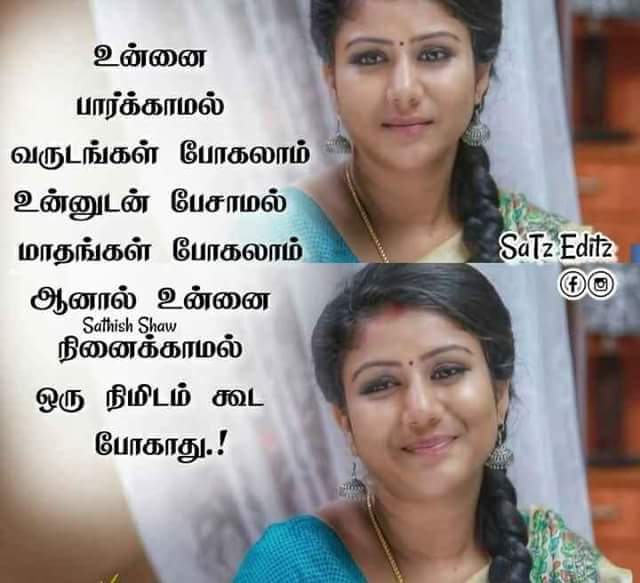 உன்னை
பார்க்காமல்
வருடங்கள் போகலாம்
உன்னுடன் பேசாமல்
மாதங்கள் போகலாம்
SaTz Editz
ஆனால் உன்னை
Sathish Shaw
நினைக்காமல்
ஒரு நிமிடம் கூட
போகாது.!